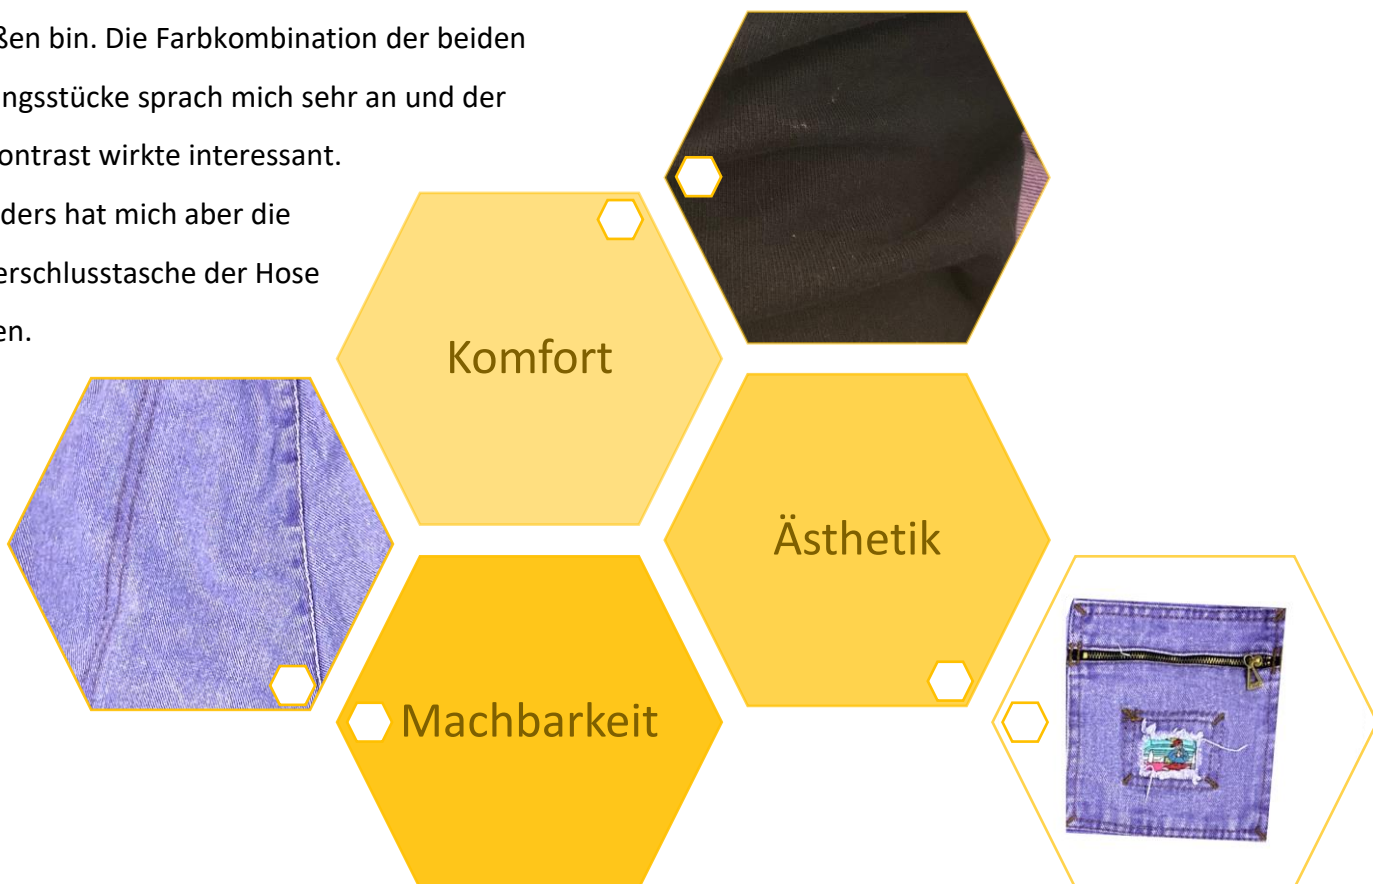 ßen bin. Die Farbkombination der beiden
ngsstücke sprach mich sehr an und der
ontrast wirkte interessant.
ders hat mich aber die
erschlusstasche der Hose
en.
Komfort
Ästhetik
Machbarkeit